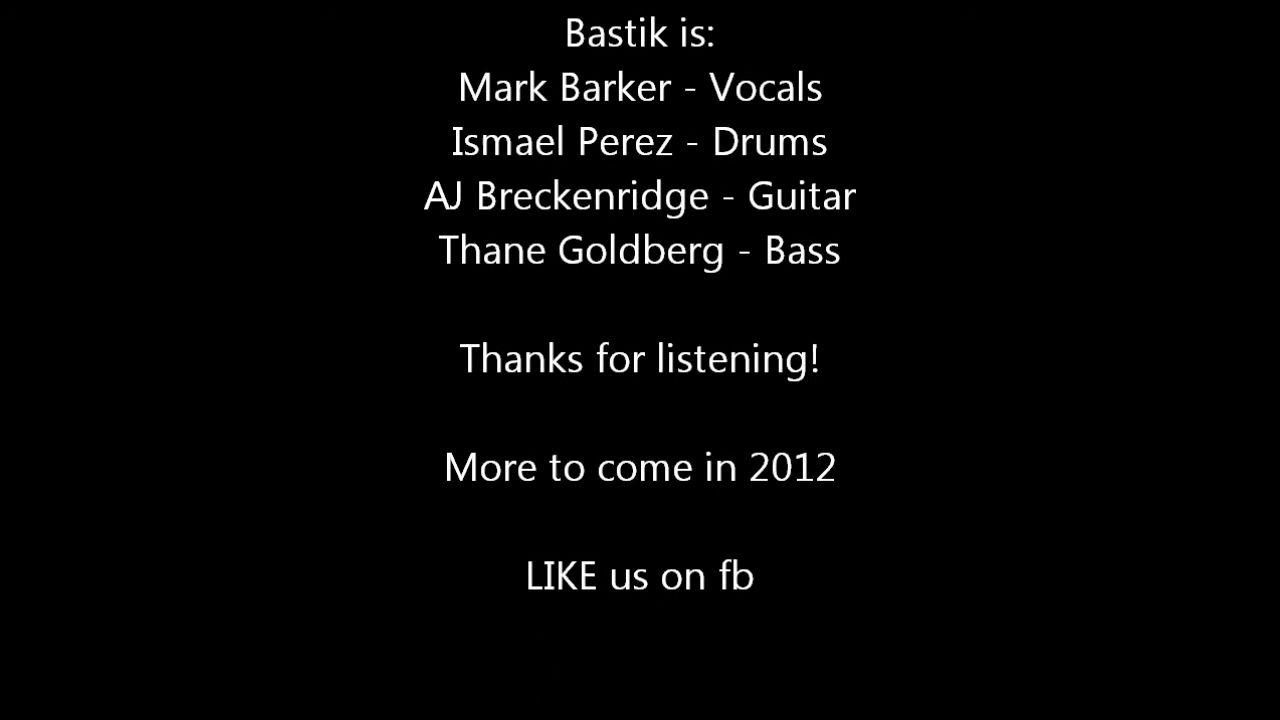 Bastik is:
Mark Barker - Vocals
Ismael Perez - Drums
AJ Breckenridge - Guitar
Thane Goldberg - Bass
Thanks for listening!
More to come in 2012
LIKE us on fb